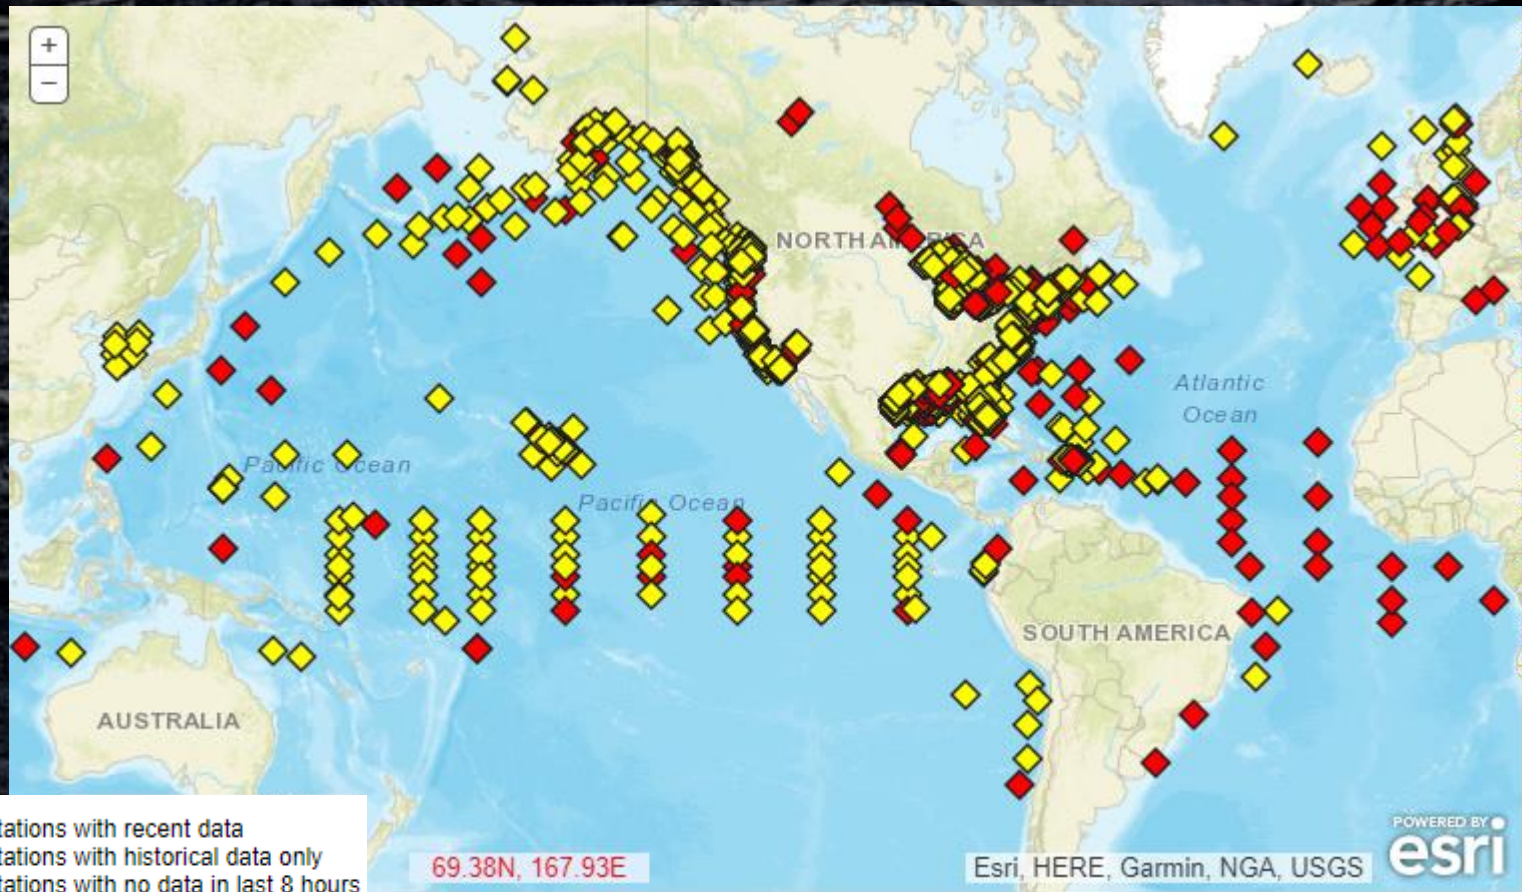 +
−
NORTH AMERICA
Atlantic
Ocean
Pacific Ocean
Pacific Ocean
SOUTH AMERICA
AUSTRALIA
tations with recent data
tations with historical data only
tations with no data in last 8 hours
69.38N, 167.93E
Esri, HERE, Garmin, NGA, USGS
POWERED BY
esri